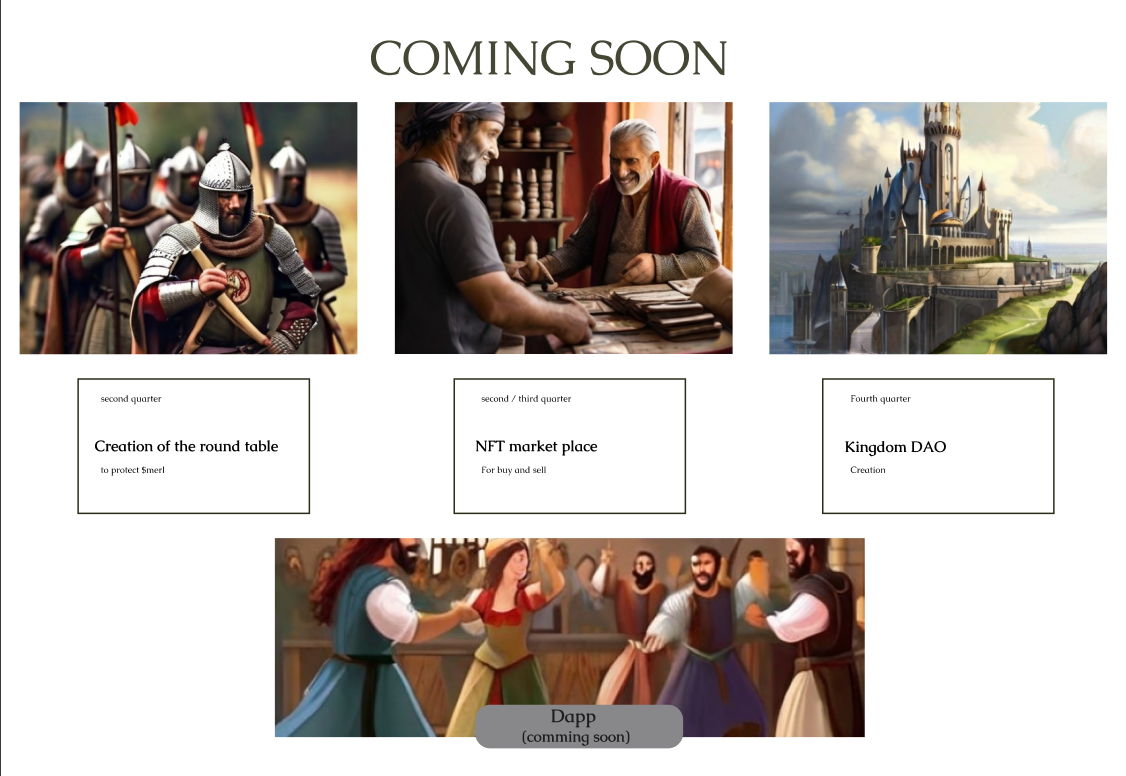 COMING SOON
second quarter
Creation of the round table
to protect $merl
second / third quarter
NFT market place
For buy and sell
Fourth quarter
Kingdom DAO
Creation
Dapp
(comming soon)